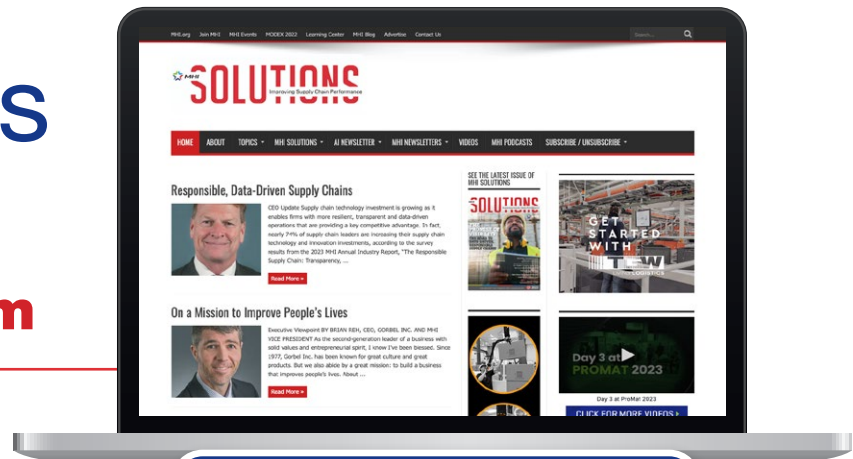 MHI.org Join MHI MHI Events MODEX 2022 Learning Center MHI Blog Advertise Contact Us Search...
S
MHI
SOLUTIONS
Improving Supply Chain Performance
HOME ABOUT TOPICS MHI SOLUTIONS AI NEWSLETTER MHI NEWSLETTERS VIDEOS MHI PODCASTS SUBSCRIBE / UNSUBSCRIBE
Responsible, Data-Driven Supply Chains
CEO Update Supply chain technology investment is growing as it
enables firms with more resilient, transparent and data-driven
operations that are providing a key competitive advantage. In fact,
nearly 74% of supply chain leaders are increasing their supply chain
technology and innovation investments, according to the survey
results from the 2023 MHI Annual Industry Report, "The Responsible
Supply Chain: Transparency, ...
Read More »
m
On a Mission to Improve People's Lives
Executive Viewpoint BY BRIAN REH, CEO, GORBEL INC. AND MHI
VICE PRESIDENT As the second-generation leader of a business with
solid values and entrepreneurial spirit, I know I've been blessed. Since
1977, Gorbel Inc. has been known for great culture and great
products. But we also abide by a great mission: to build a business
that improves people's lives. About ...
Read More »
SEE THE LATEST ISSUE OF
MHI SOLUTIONS
SOLUTIONS
GET
STARTED
WITH
TGW
LOGISTICS
Day 3 at
PROMAT 2023
Day 3 at ProMat 2023
CLICK FOR MORE VIDEOS